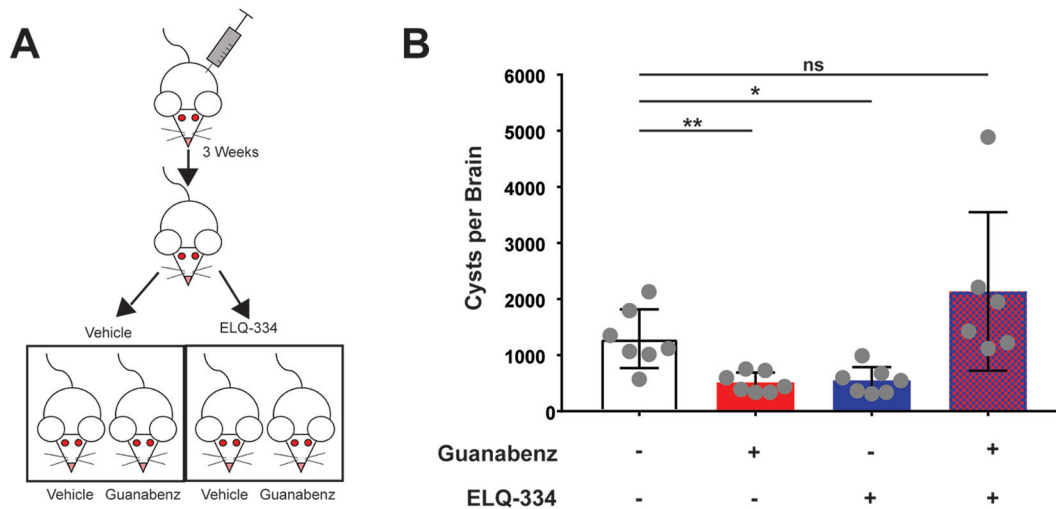 A
3 Weeks
Vehicle
ELQ-334
Vehicle Guanabenz Vehicle Guanabenz
B
ns
*
**
6000
5000
4000
3000
2000
1000
0
Cysts per Brain
Guanabenz - + - +
ELQ-334 - - + +